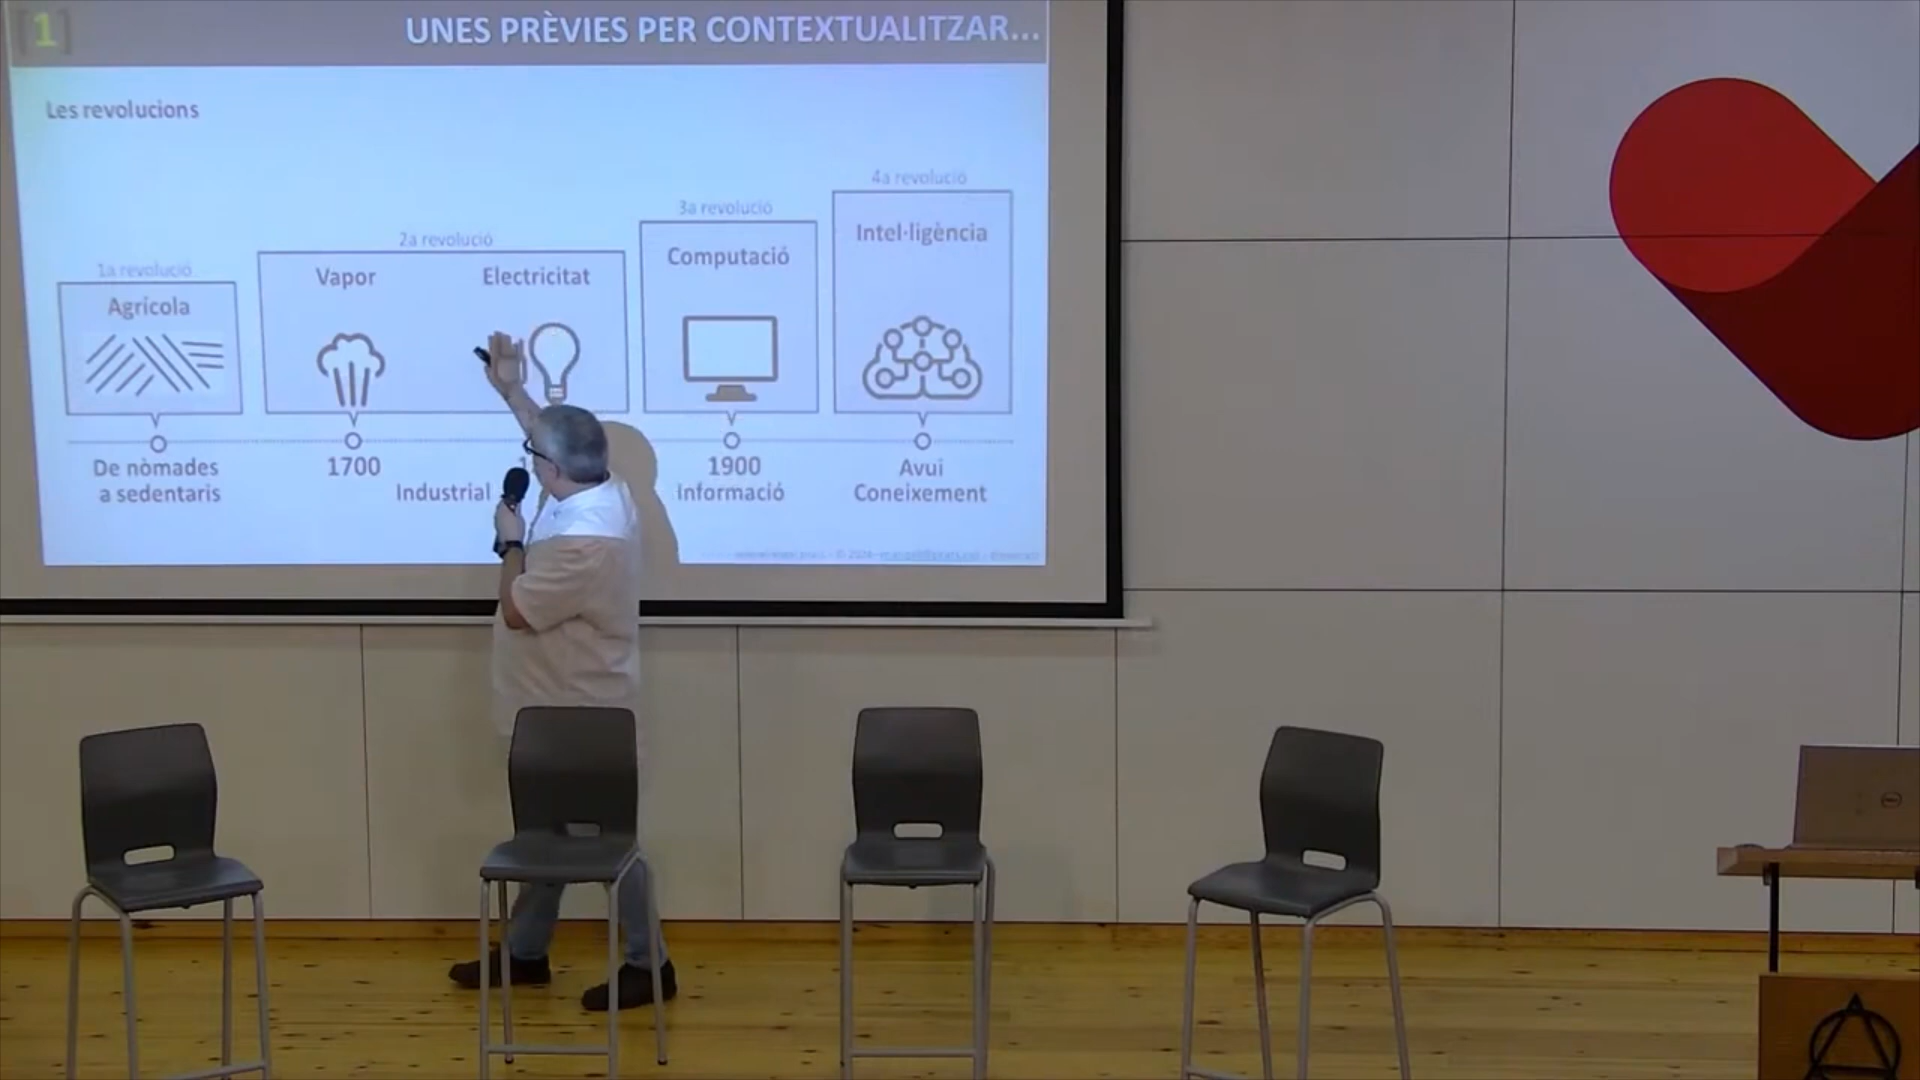 [1]
UNES PRÈVIES PER CONTEXTUALITZAR...
Les revolucions
1a revolució
Agrícola
De nòmades
a sedentaris
2a revolució
Vapor
Electricitat
1700
Industrial
3a revolució
Computació
1900
Informació
4a revolució
Intel·ligència
Avui
Coneixement
DELL